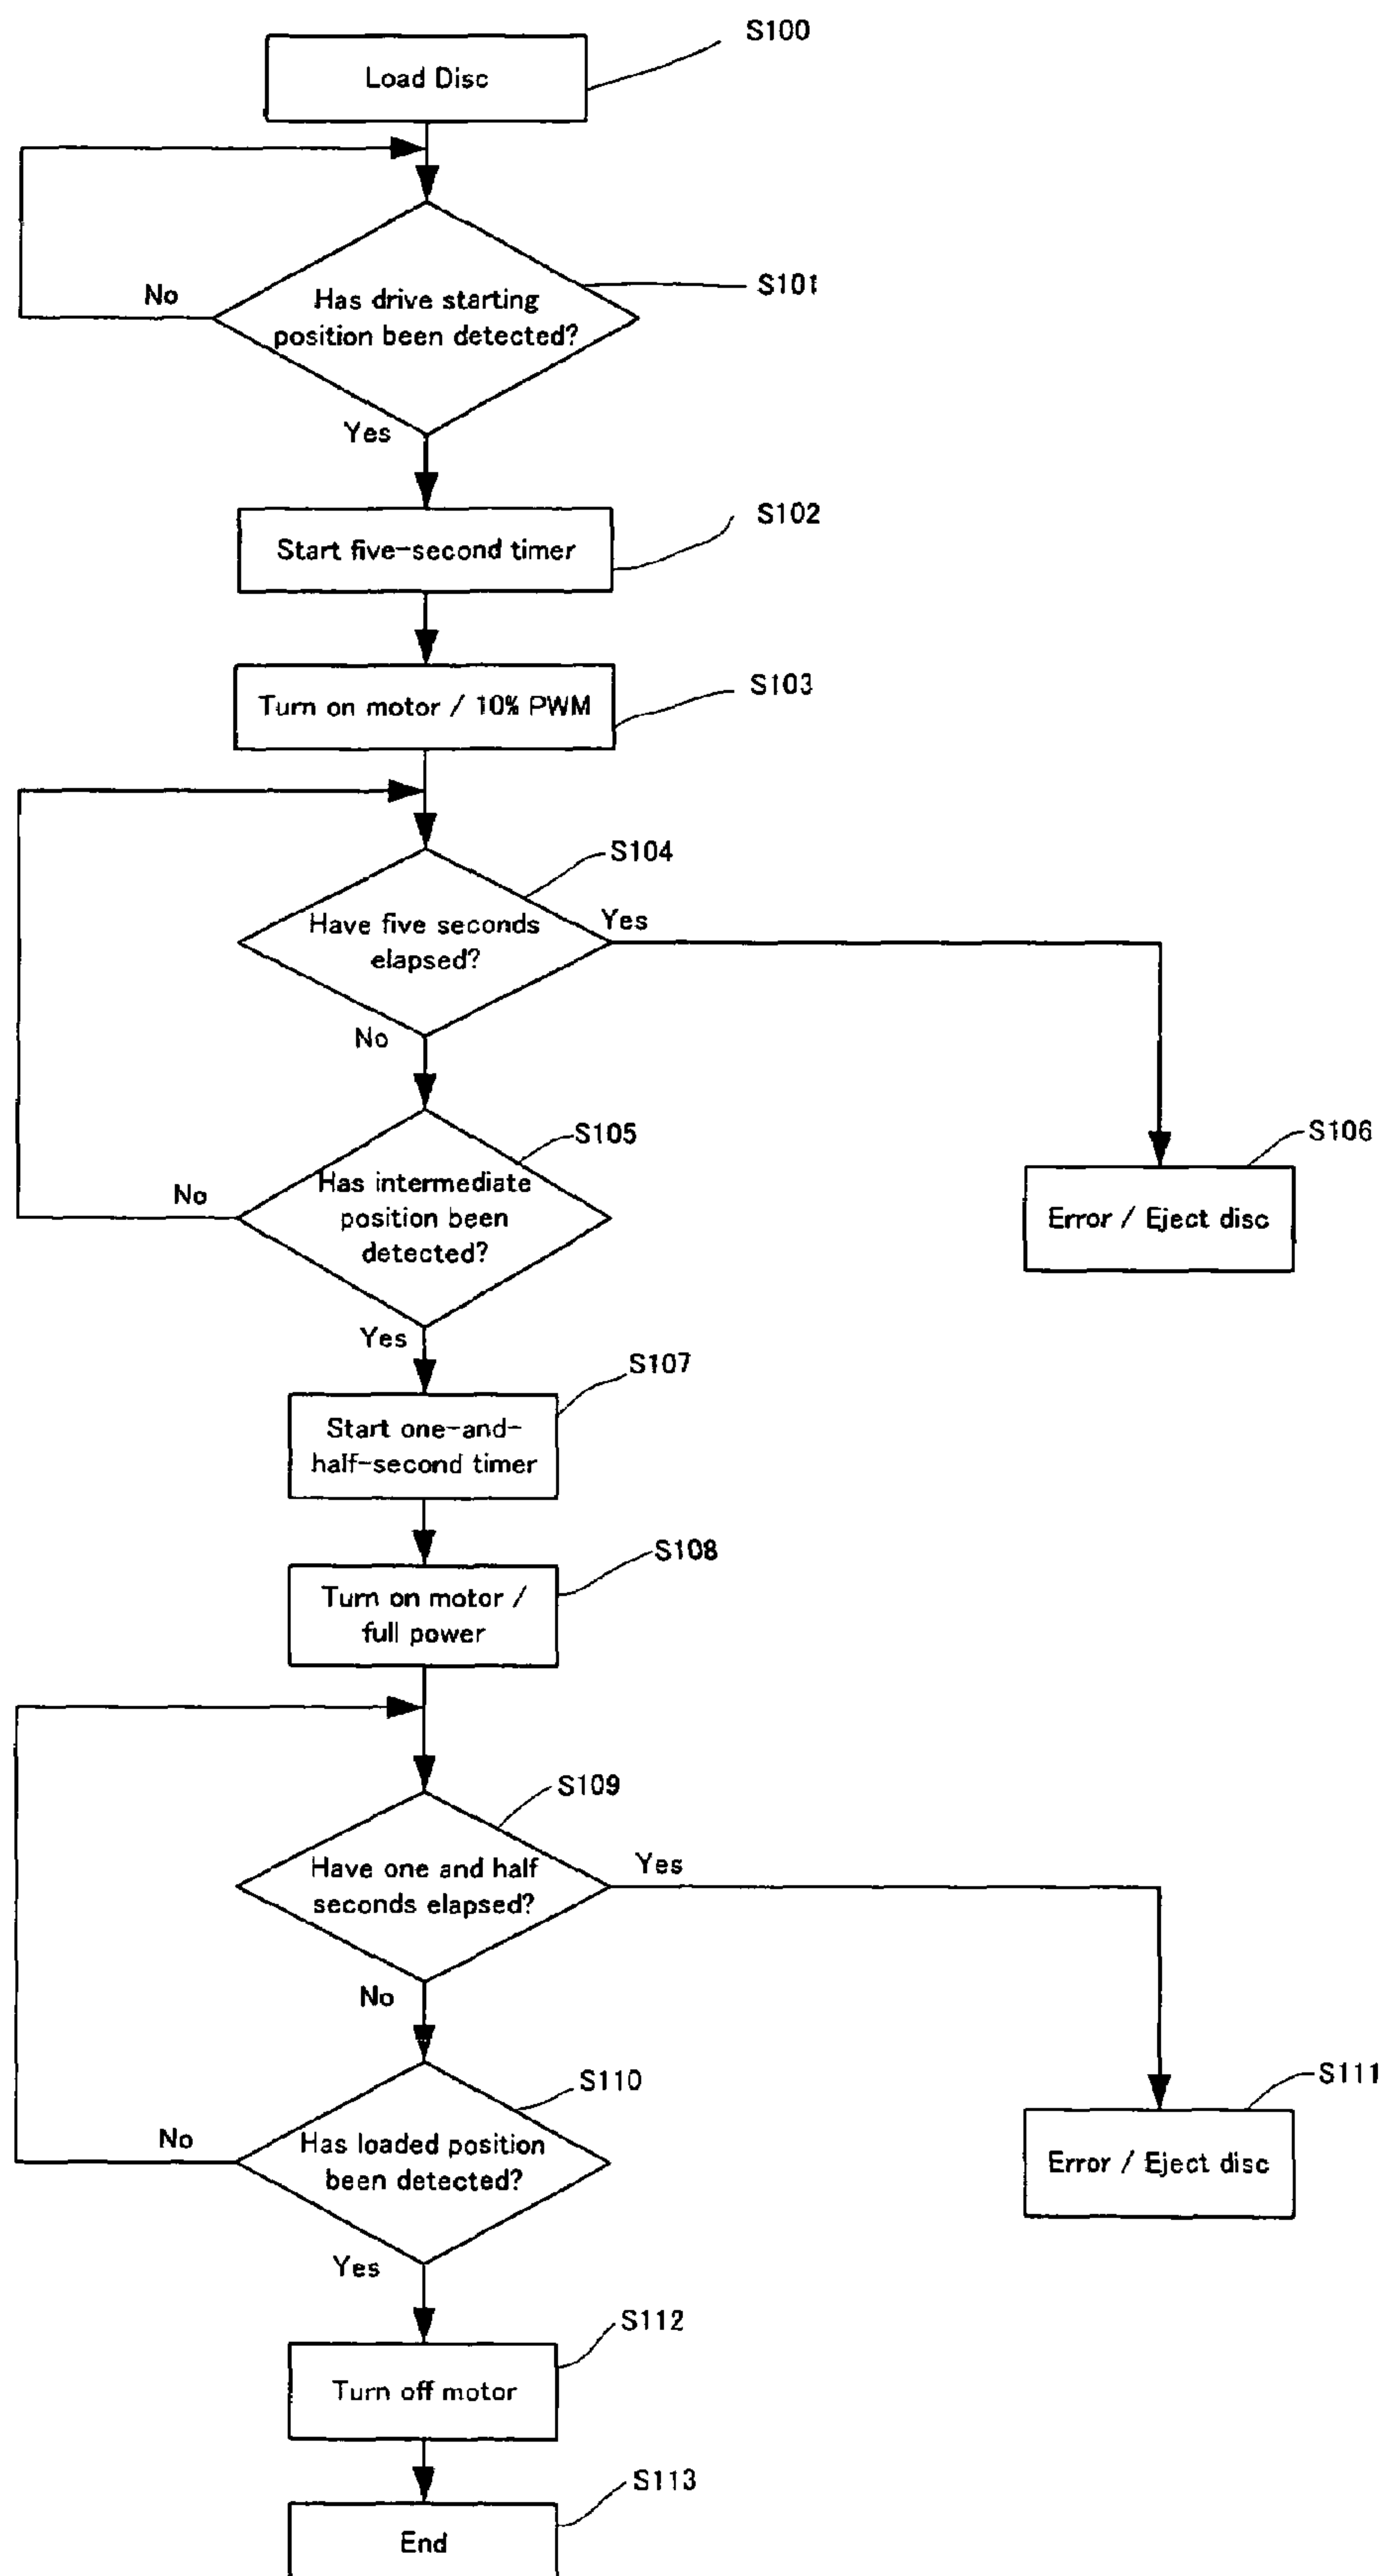 S100
Load Disc
S101
No
Has drive starting
position been detected?
Yes
S102
Start five-second timer
S103
Turn on motor / 10% PWM
S104
Have five seconds
elapsed?
Yes
No
S105
S106
Has intermediate
position been
detected?
No
Error / Eject disc
Yes
S107
Start one-and-
half-second timer
S108
Turn on motor /
full power
S109
Have one and half
seconds elapsed?
Yes
No
S110
S111
Has loaded position
been detected?
No
Error / Eject disc
Yes
S112
Turn off motor
S113
End